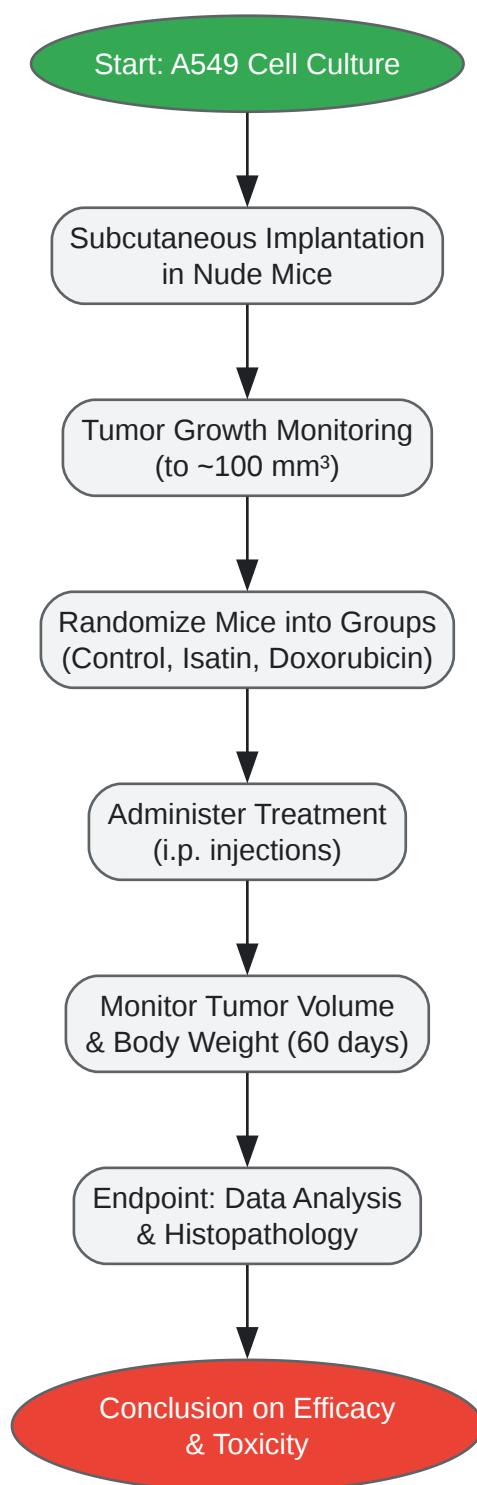 Start: A549 Cell Culture
Subcutaneous Implantation
in Nude Mice
Tumor Growth Monitoring
(to ~100 mm³)
Randomize Mice into Groups
(Control, Isatin, Doxorubicin)
Administer Treatment
(i.p. injections)
Monitor Tumor Volume
& Body Weight (60 days)
Endpoint: Data Analysis
& Histopathology
Conclusion on Efficacy
& Toxicity